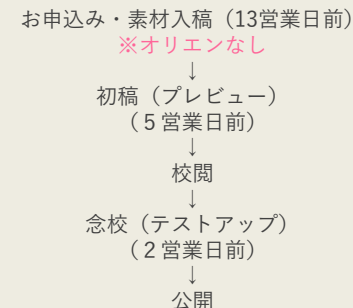 お申込み・素材入稿（13営業日前）
※オリエンなし
↓
初稿（プレビュー）
（５営業日前）
↓
校閲
↓
念校（テストアップ）
（２営業日前）
↓
公開